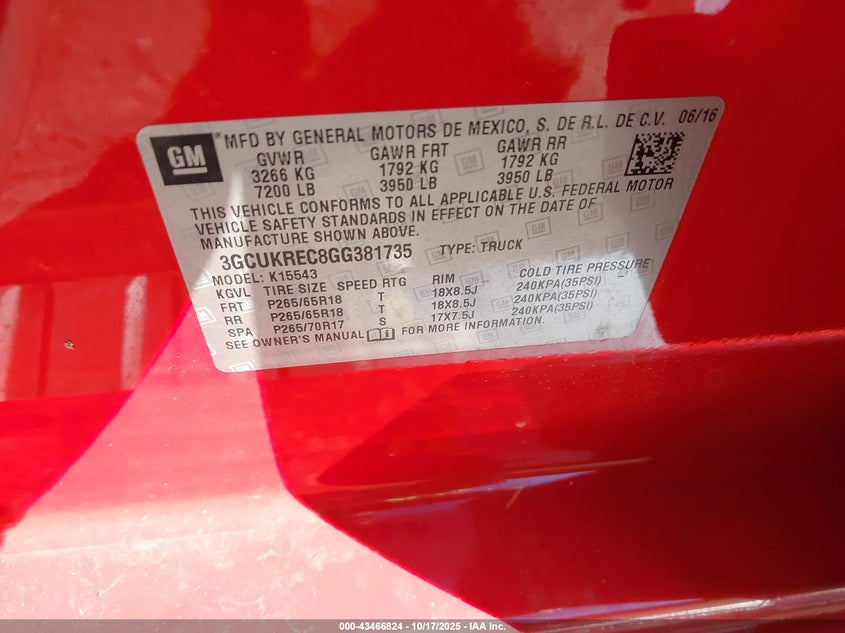 GM
*MFD BY GENERAL MOTORS DE MEXICO, S. DE R.L. DE C.V. 06/16
GVWR GAWR FRT GAWR RR
3266 KG 1792 KG 1792 KG
7200 LB 3950 LB 3950 LB
THIS VEHICLE CONFORMS TO ALL APPLICABLE U.S. FEDERAL MOTOR
VEHICLE SAFETY STANDARDS IN EFFECT ON THE DATE OF
MANUFACTURE SHOWN ABOVE.
3GCUKREC8GG381735 TYPE: TRUCK
MODEL: K15543
KGVL TIRE SIZE SPEED RTG RIM COLD TIRE PRESSURE
FRT P265/65R18 T 18X8.5J 240KPA(35PSI)
RR P265/65R18 T 18X8.5J 240KPA(35PSI)
SPA P265/70R17 S 17X7.5J 240KPA(35PSI)
SEE OWNER'S MANUAL FOR MORE INFORMATION.
000-43466824 | 10/17/2025 | IAA Inc.